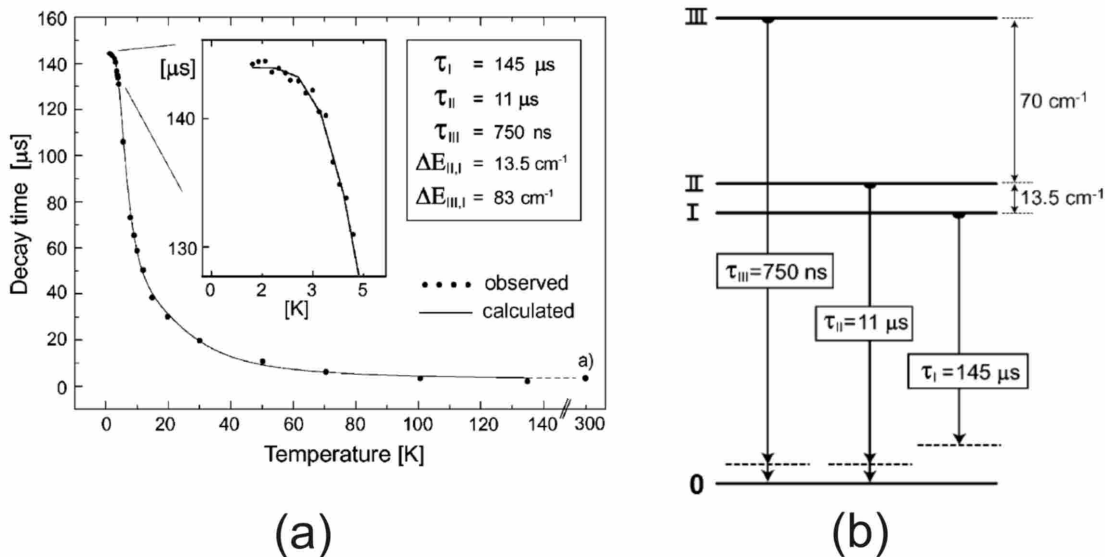 160
140
120
100
80
60
40
20
0
Decay time [µs]
0 20 40 60 80 100 120 140 300
Temperature [K]
[µs]
140
130
0 2 3 5
[K]
τI = 145 µs
τII = 11 µs
τIII = 750 ns
ΔEII,I = 13.5 cm-1
ΔEIII,I = 83 cm-1
observed
calculated
a)
(a)
III
II
I
0
70 cm-1
13.5 cm-1
τIII=750 ns
τII=11 µs
τI=145 µs
(b)